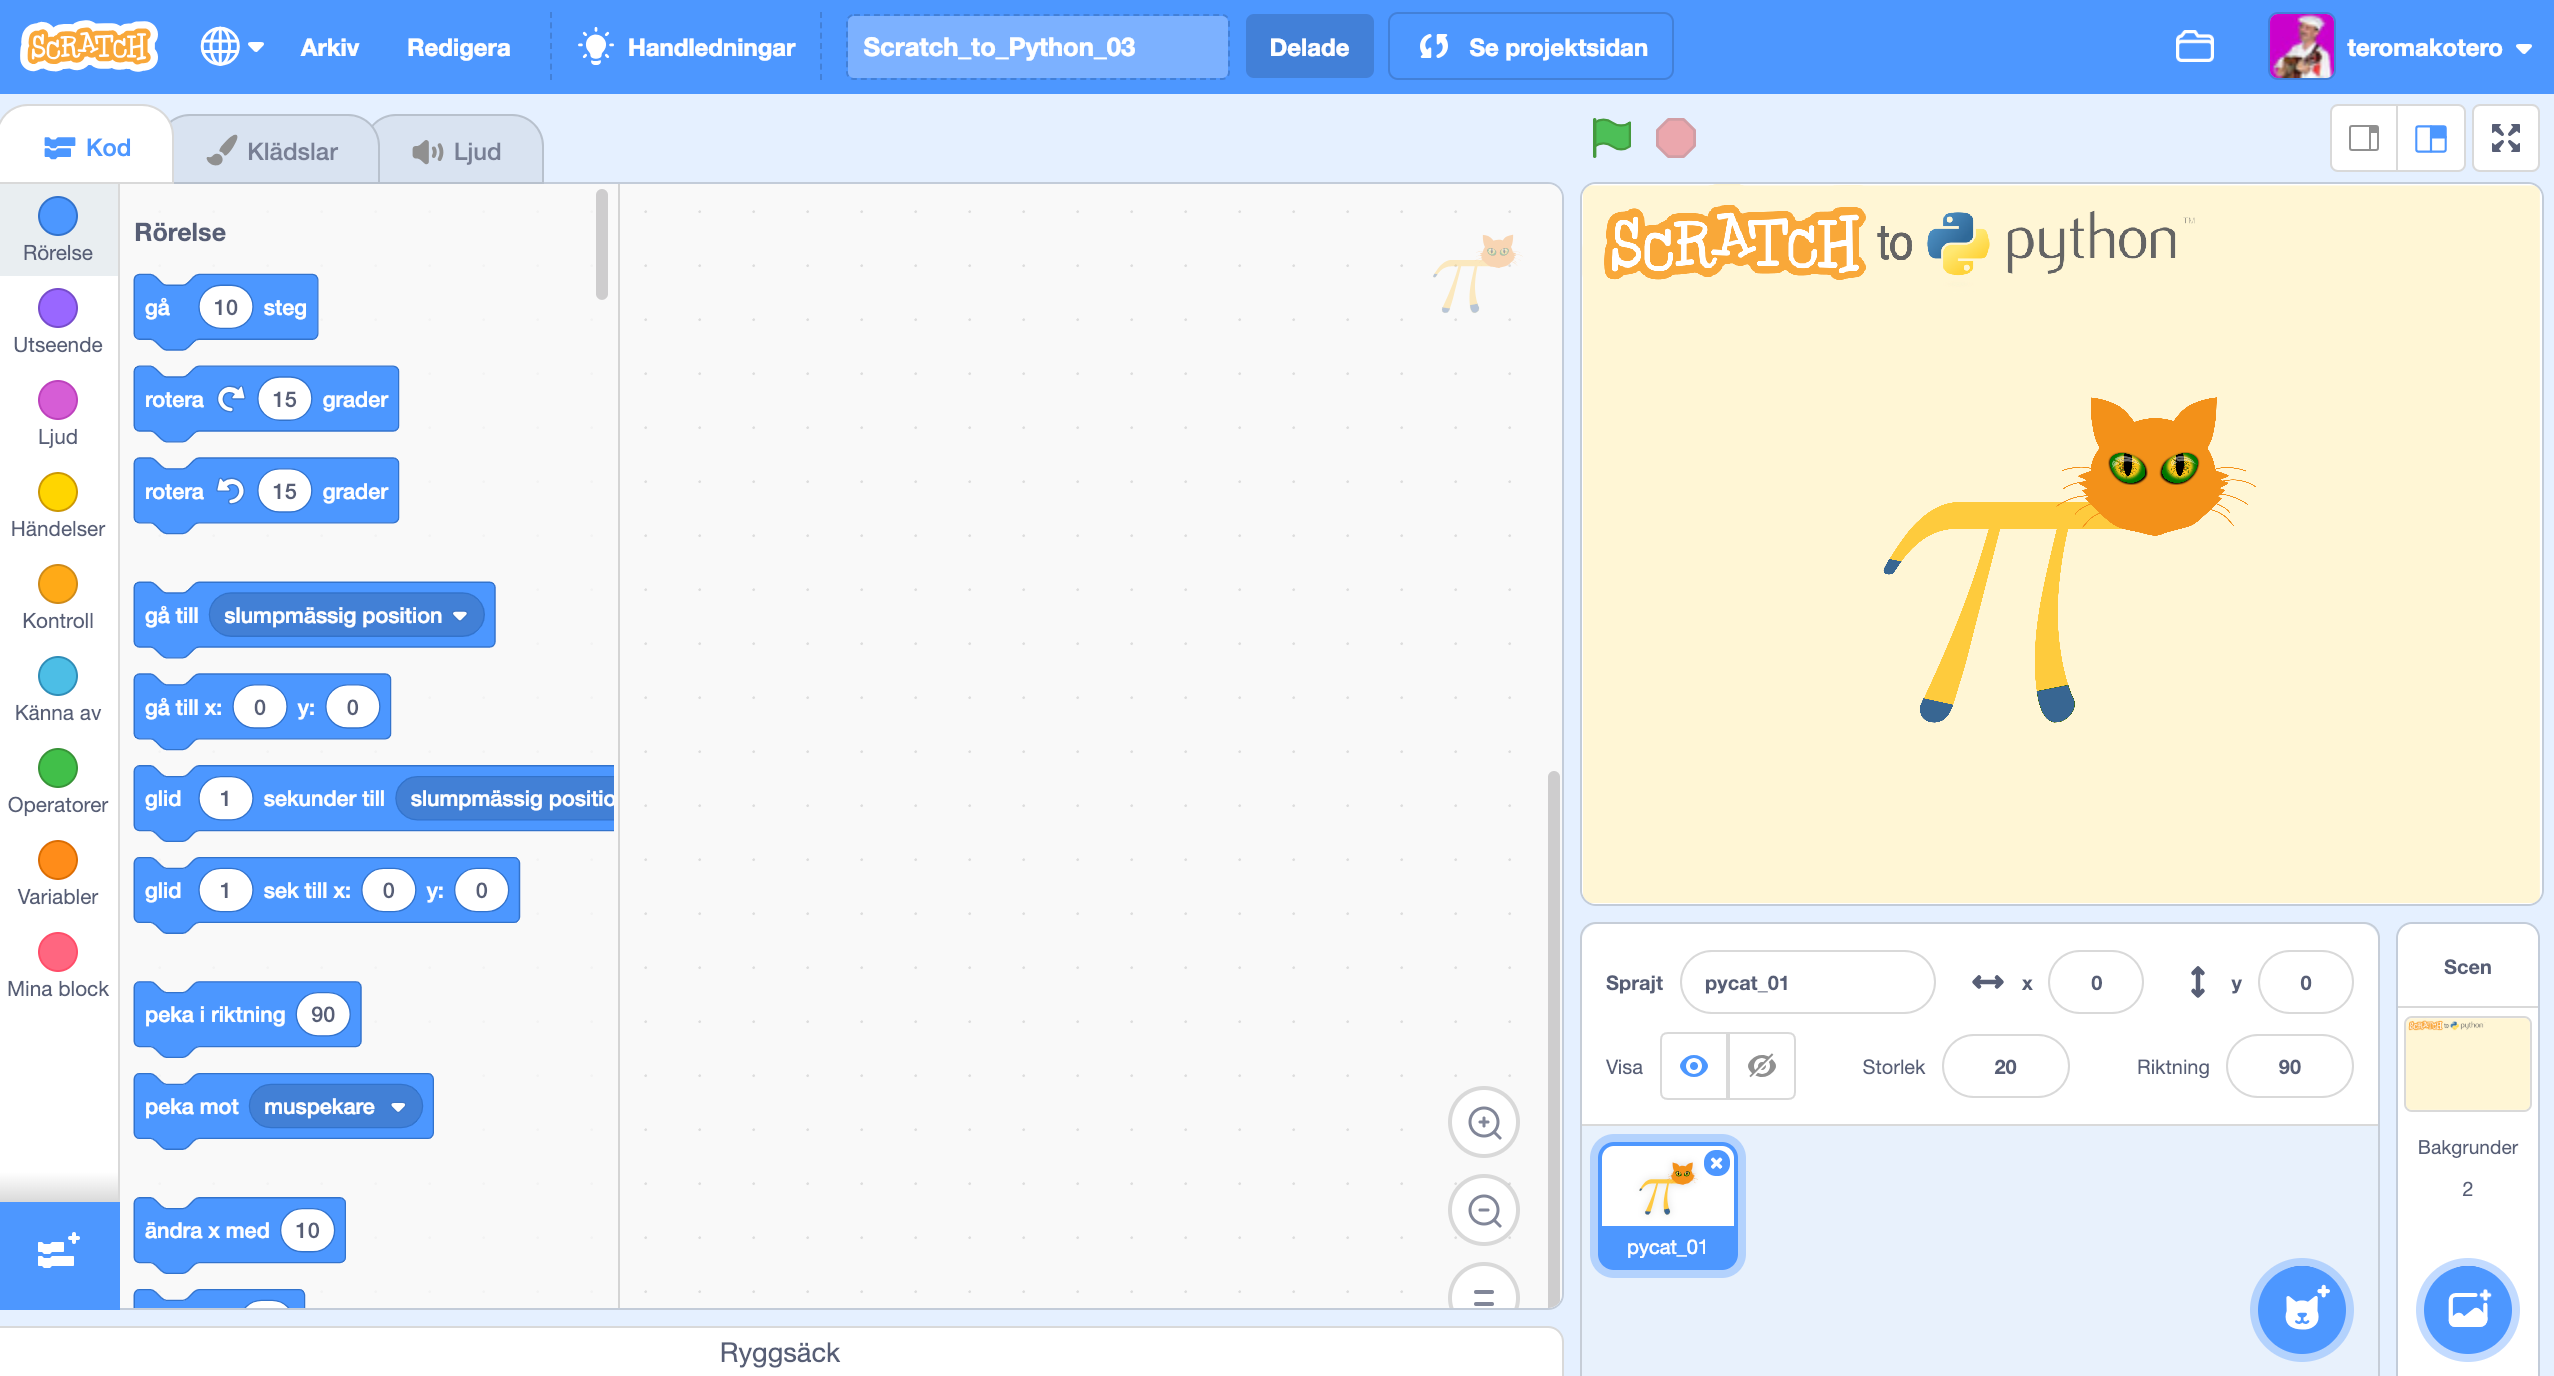 SCRATCH
Arkiv
Redigera
Handledningar
Scratch_to_Python_03
Delade
Se projektsidan
teromakotero
Kod
Klädslar
Ljud
Rörelse
Utseende
Ljud
Händelser
Kontroll
Känna av
Operatorer
Variabler
Mina block
Rörelse
gå 10 steg
rotera 15 grader
rotera 15 grader
gå till slumpmässig position
gå till x: 0 y: 0
glid 1 sekunder till slumpmässig positio
glid 1 sek till x: 0 y: 0
peka i riktning 90
peka mot muspekare
ändra x med 10
Ryggsäck
SCRATCH to python™
Sprajt pycat_01 x 0 y 0
Visa Storlek 20 Riktning 90
pycat_01
Scen
SCRATCH to python
Bakgrunder
2